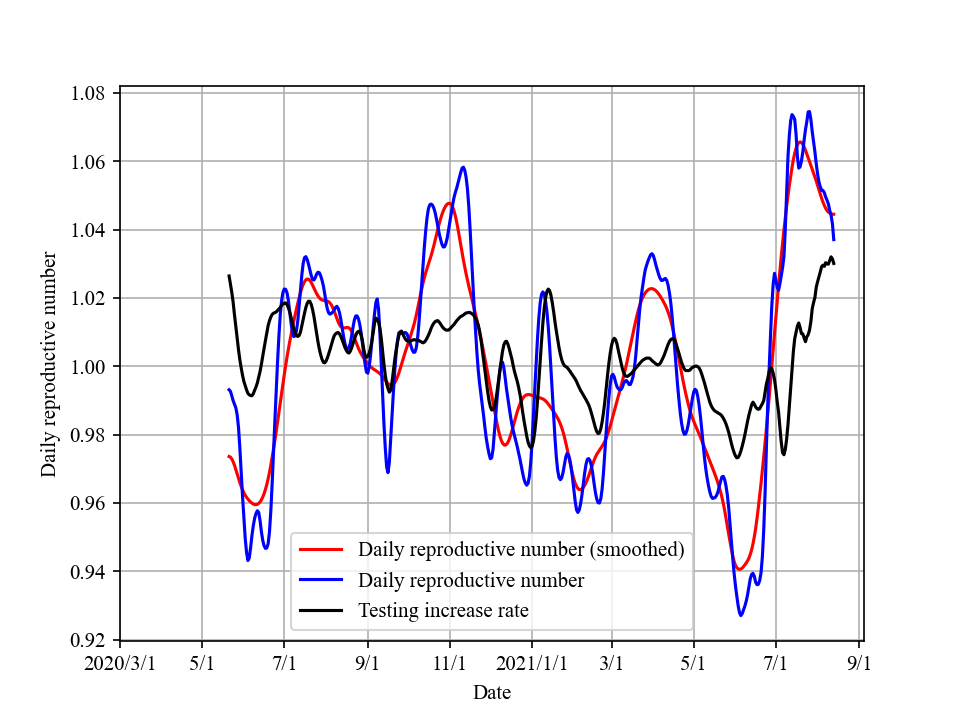 1.08
1.06
1.04
1.02
1.00
0.98
0.96
0.94
0.92
Daily reproductive number
Daily reproductive number (smoothed)
Daily reproductive number
Testing increase rate
2020/3/1 5/1 7/1 9/1 11/1 2021/1/1 3/1 5/1 7/1 9/1
Date